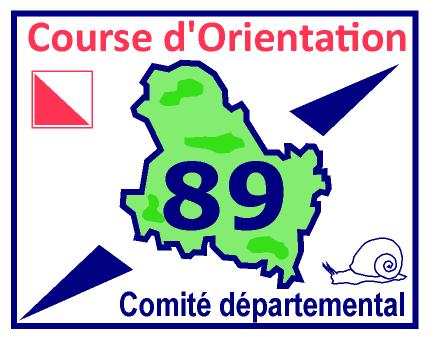 Course d'Orientation
89
Comité départemental